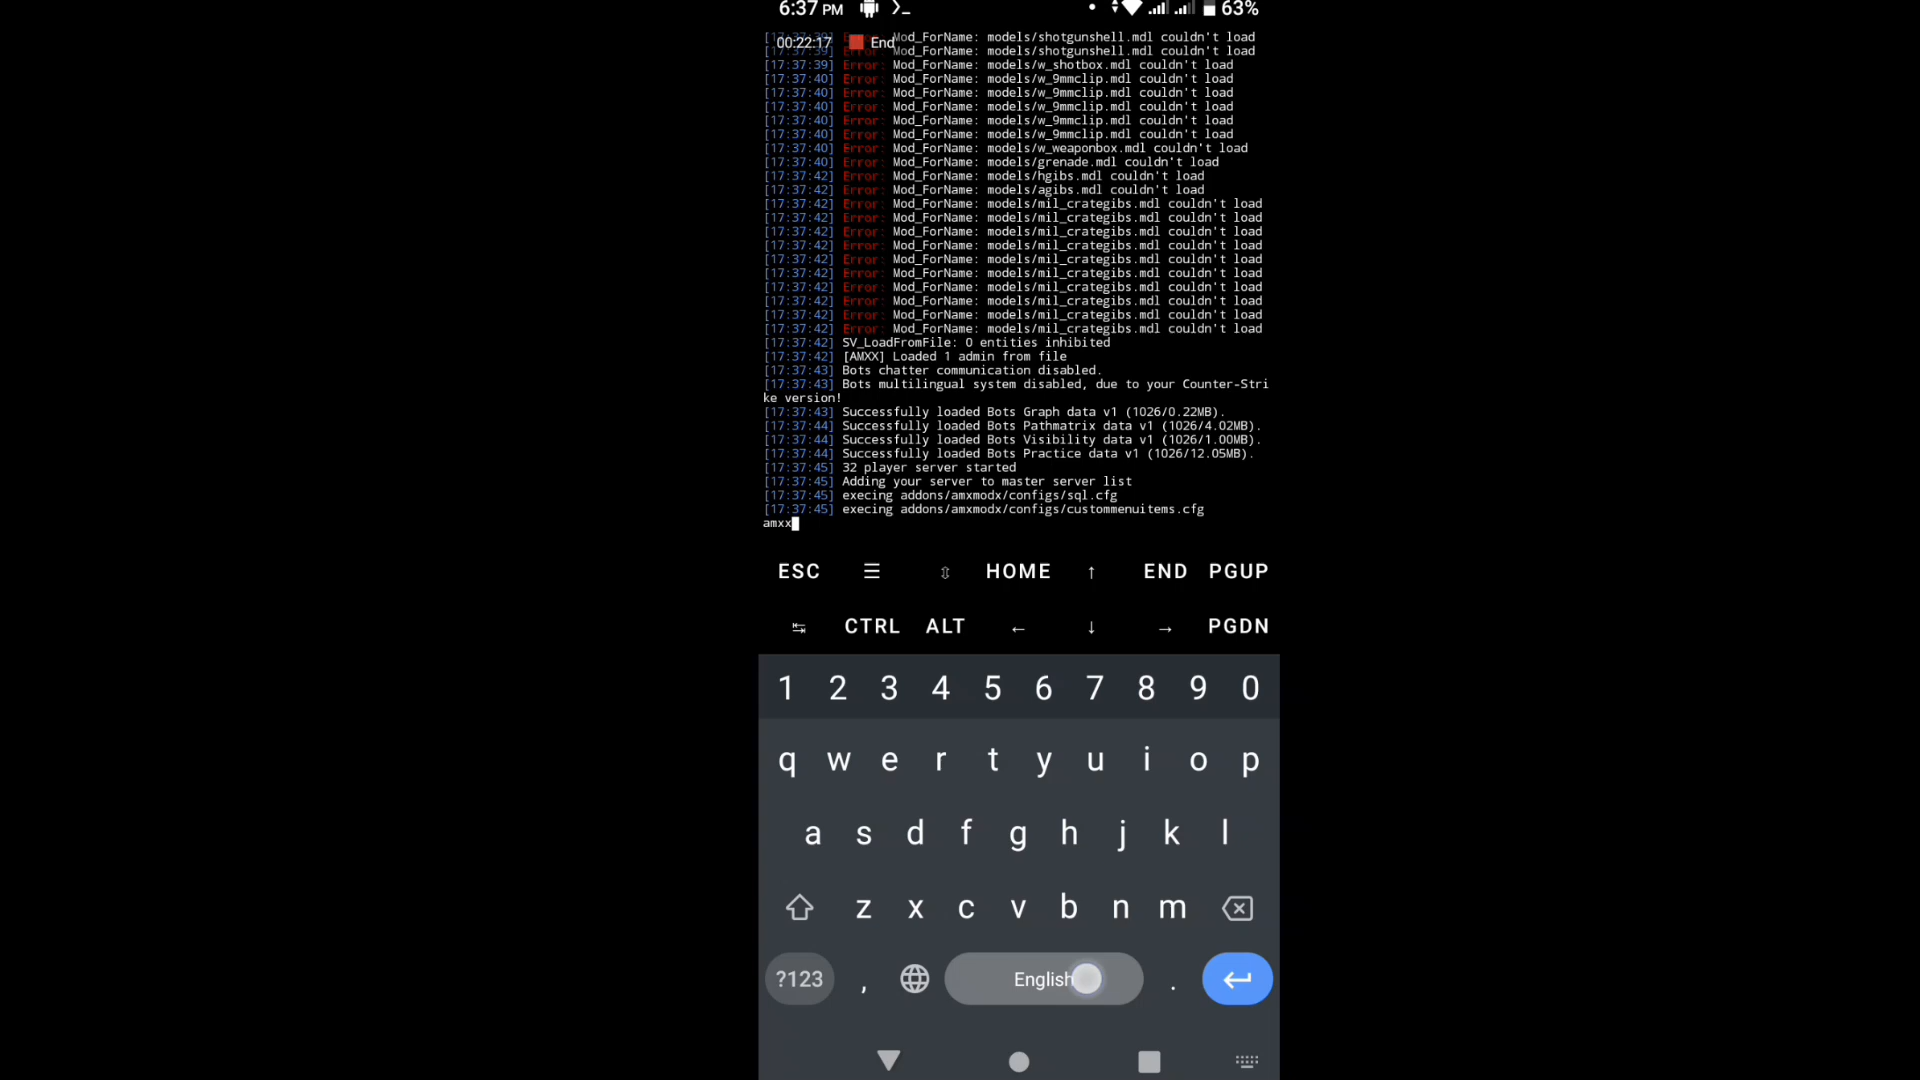 6:37 PM 63%
[17:37:39] Error: Mod_ForName: models/shotgunshell.mdl couldn't load
00:22:17 End
[17:37:39] Error: Mod_ForName: models/shotgunshell.mdl couldn't load
[17:37:39] Error: Mod_ForName: models/w_shotbox.mdl couldn't load
[17:37:40] Error: Mod_ForName: models/w_9mmclip.mdl couldn't load
[17:37:40] Error: Mod_ForName: models/w_9mmclip.mdl couldn't load
[17:37:40] Error: Mod_ForName: models/w_9mmclip.mdl couldn't load
[17:37:40] Error: Mod_ForName: models/w_9mmclip.mdl couldn't load
[17:37:40] Error: Mod_ForName: models/w_9mmclip.mdl couldn't load
[17:37:40] Error: Mod_ForName: models/w_weaponbox.mdl couldn't load
[17:37:40] Error: Mod_ForName: models/grenade.mdl couldn't load
[17:37:42] Error: Mod_ForName: models/hgibs.mdl couldn't load
[17:37:42] Error: Mod_ForName: models/agibs.mdl couldn't load
[17:37:42] Error: Mod_ForName: models/mil_crategibs.mdl couldn't load
[17:37:42] Error: Mod_ForName: models/mil_crategibs.mdl couldn't load
[17:37:42] Error: Mod_ForName: models/mil_crategibs.mdl couldn't load
[17:37:42] Error: Mod_ForName: models/mil_crategibs.mdl couldn't load
[17:37:42] Error: Mod_ForName: models/mil_crategibs.mdl couldn't load
[17:37:42] Error: Mod_ForName: models/mil_crategibs.mdl couldn't load
[17:37:42] Error: Mod_ForName: models/mil_crategibs.mdl couldn't load
[17:37:42] Error: Mod_ForName: models/mil_crategibs.mdl couldn't load
[17:37:42] Error: Mod_ForName: models/mil_crategibs.mdl couldn't load
[17:37:42] Error: Mod_ForName: models/mil_crategibs.mdl couldn't load
[17:37:42] SV_LoadFromFile: 0 entities inhibited
[17:37:42] [AMXX] Loaded 1 admin from file
[17:37:43] Bots chatter communication disabled.
[17:37:43] Bots multilingual system disabled, due to your Counter-Stri
ke version!
[17:37:43] Successfully loaded Bots Graph data v1 (1026/0.22MB).
[17:37:44] Successfully loaded Bots Pathmatrix data v1 (1026/4.02MB).
[17:37:44] Successfully loaded Bots Visibility data v1 (1026/1.00MB).
[17:37:44] Successfully loaded Bots Practice data v1 (1026/12.05MB).
[17:37:45] 32 player server started
[17:37:45] Adding your server to master server list
[17:37:45] execing addons/amxmodx/configs/sql.cfg
[17:37:45] execing addons/amxmodx/configs/custommenuitems.cfg
amxx
ESC ☰ ⇳ HOME ↑ END PGUP
↹ CTRL ALT ← ↓ → PGDN
1 2 3 4 5 6 7 8 9 0
q w e r t y u i o p
a s d f g h j k l
z x c v b n m
?123 , English .